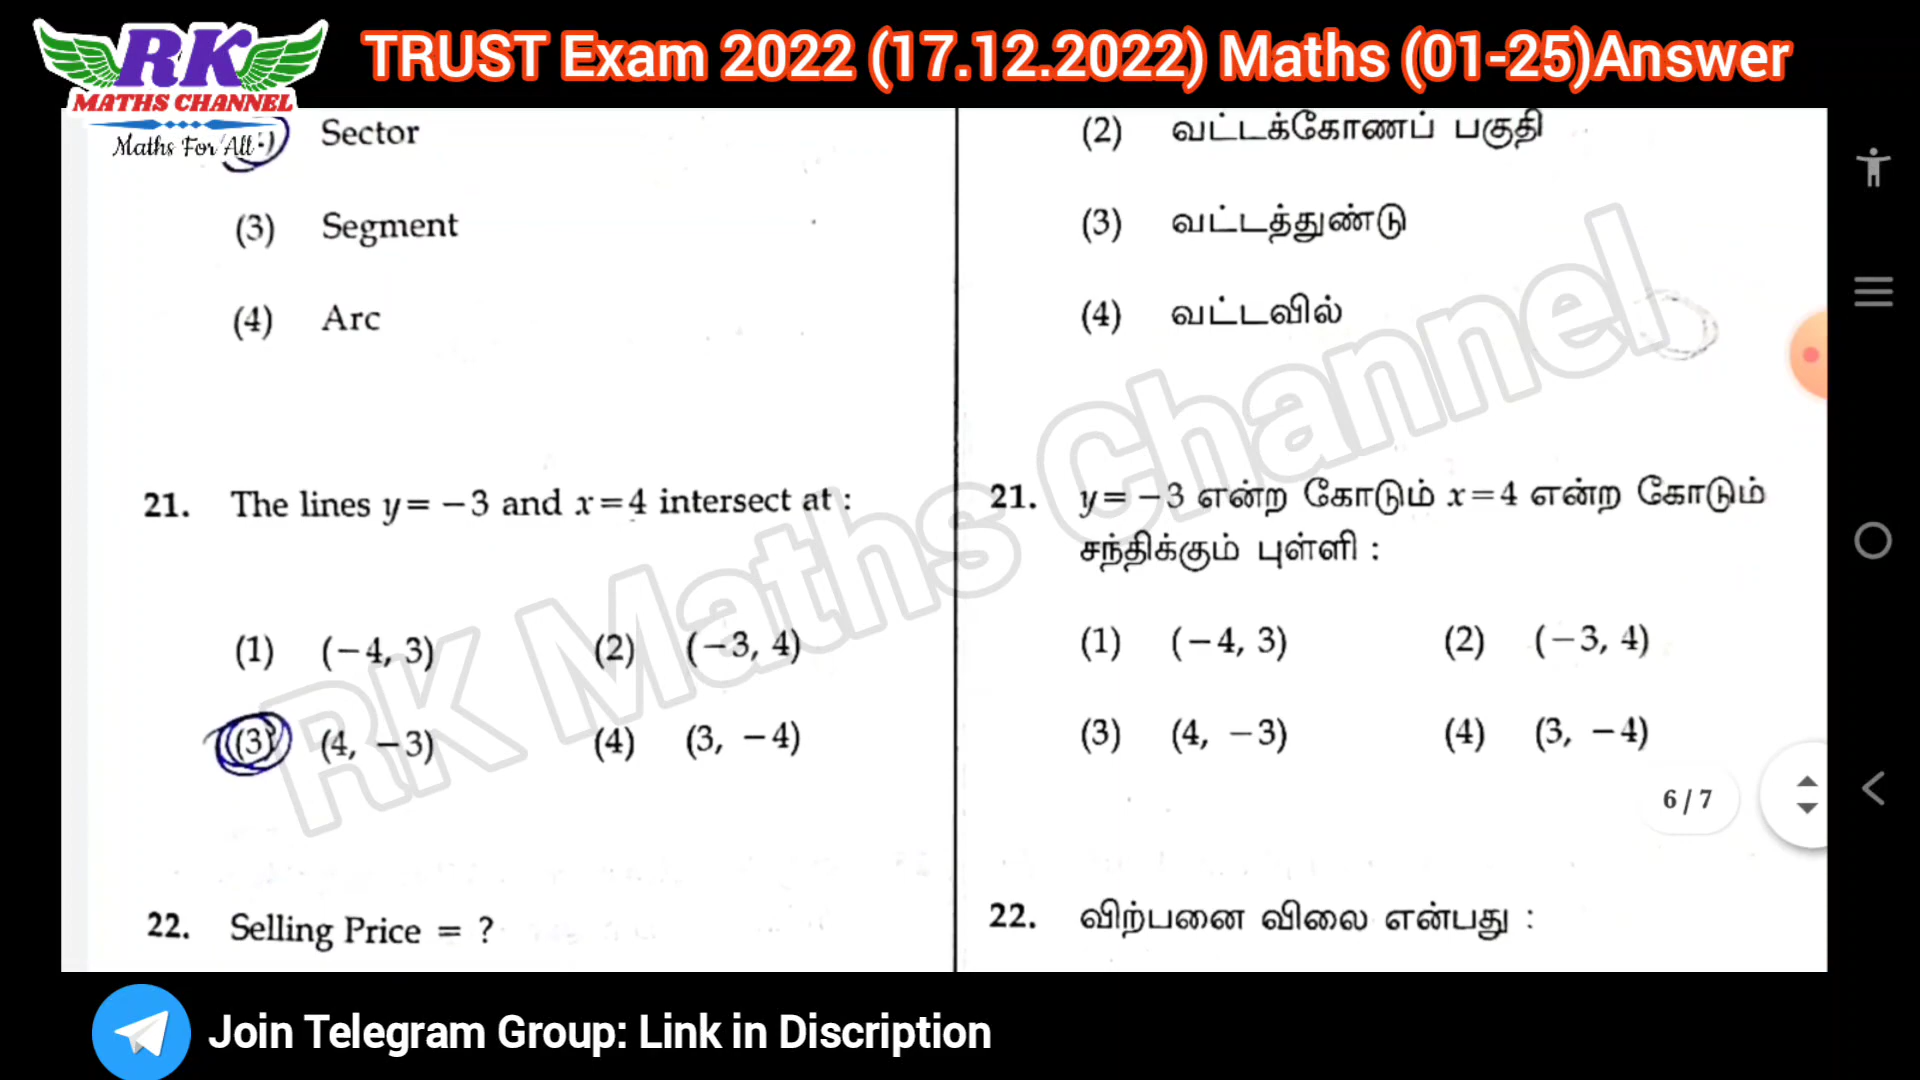 RK
MATHS CHANNEL
Maths For All
TRUST Exam 2022 (17.12.2022) Maths (01-25)Answer
Sector
(3) Segment
(4) Arc
21. The lines y = −3 and x = 4 intersect at :
(1) (−4, 3) (2) (−3, 4)
(3) (4, −3) (4) (3, −4)
22. Selling Price = ?
(2) வட்டக்கோணப் பகுதி
(3) வட்டத்துண்டு
(4) வட்டவில்
21. y = −3 என்ற கோடும் x = 4 என்ற கோடும்
சந்திக்கும் புள்ளி :
(1) (−4, 3) (2) (−3, 4)
(3) (4, −3) (4) (3, −4)
22. விற்பனை விலை என்பது :
RK Maths Channel
6 / 7
Join Telegram Group: Link in Discription